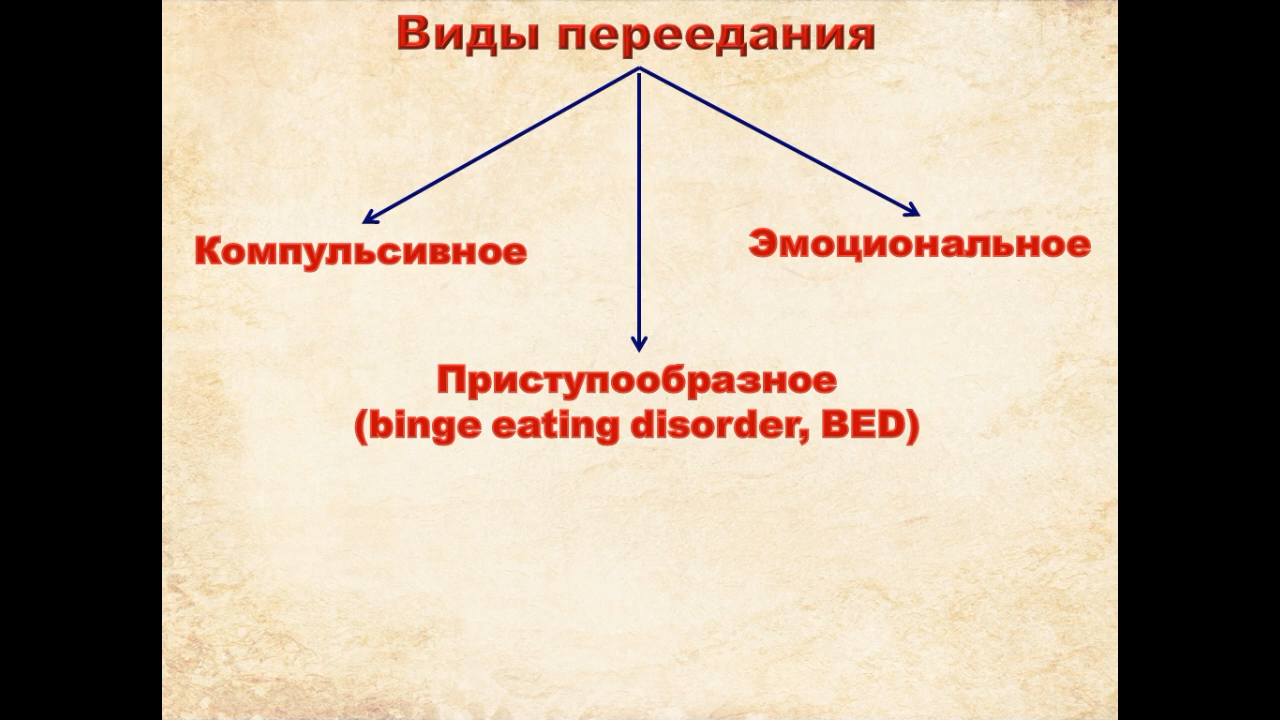 Виды переедания
Компульсивное
Эмоциональное
Приступообразное
(binge eating disorder, BED)